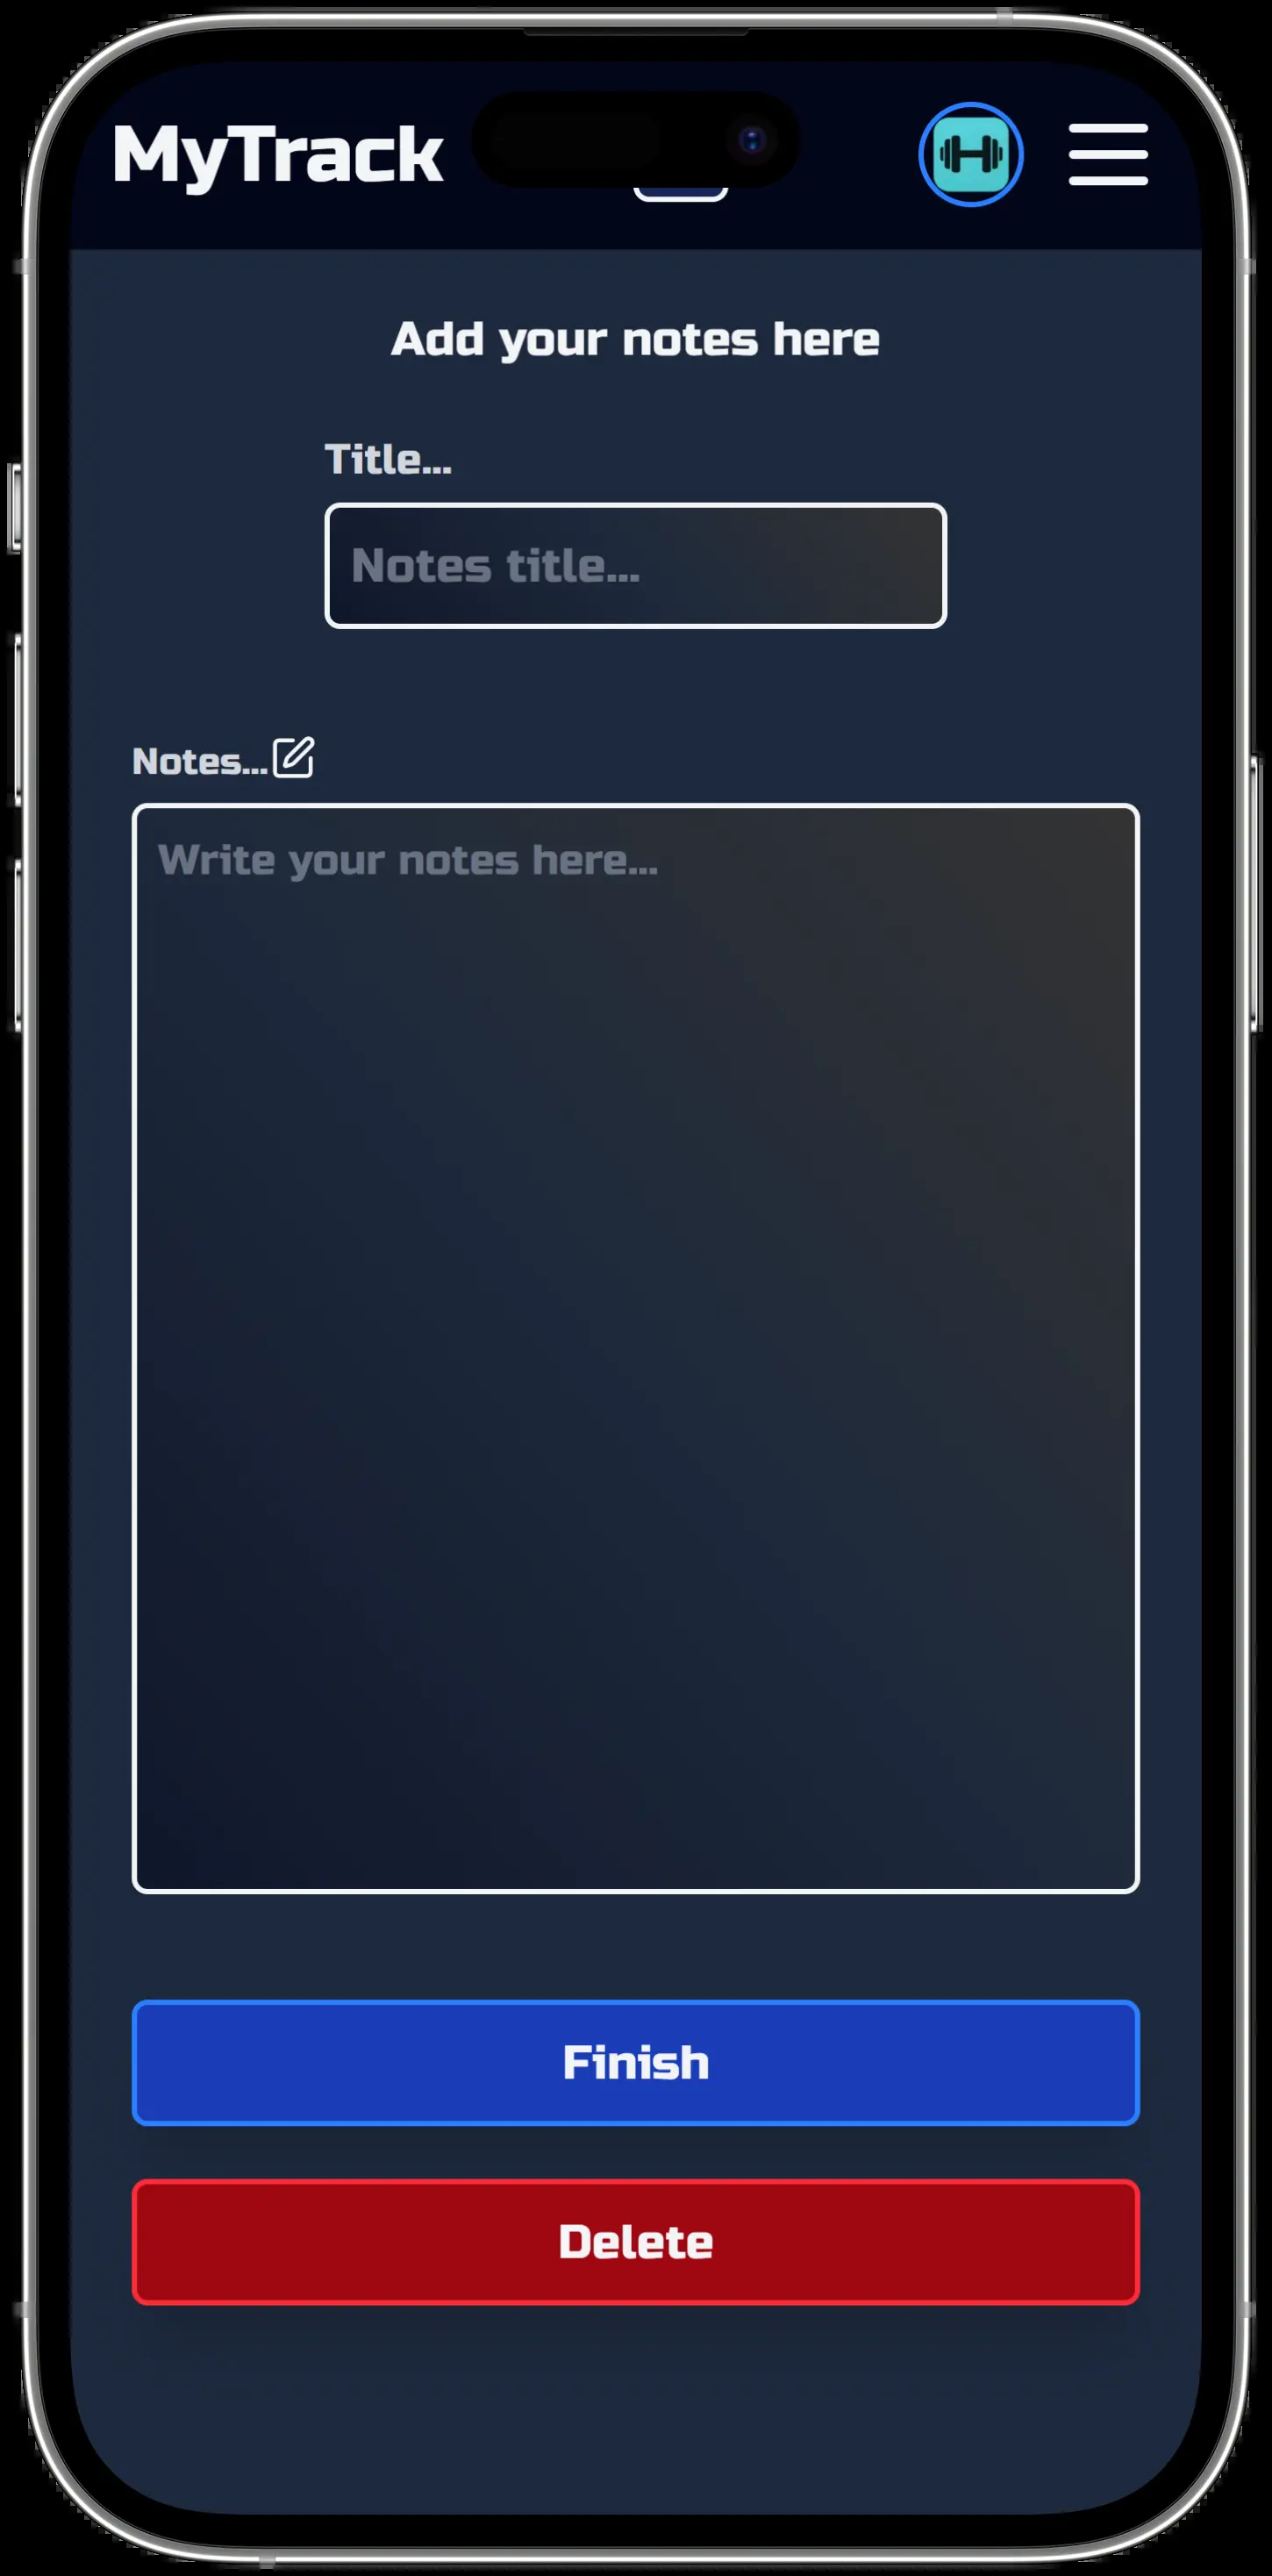 MyTrack
Add your notes here
Title...
Notes title...
Notes...
Write your notes here...
Finish
Delete